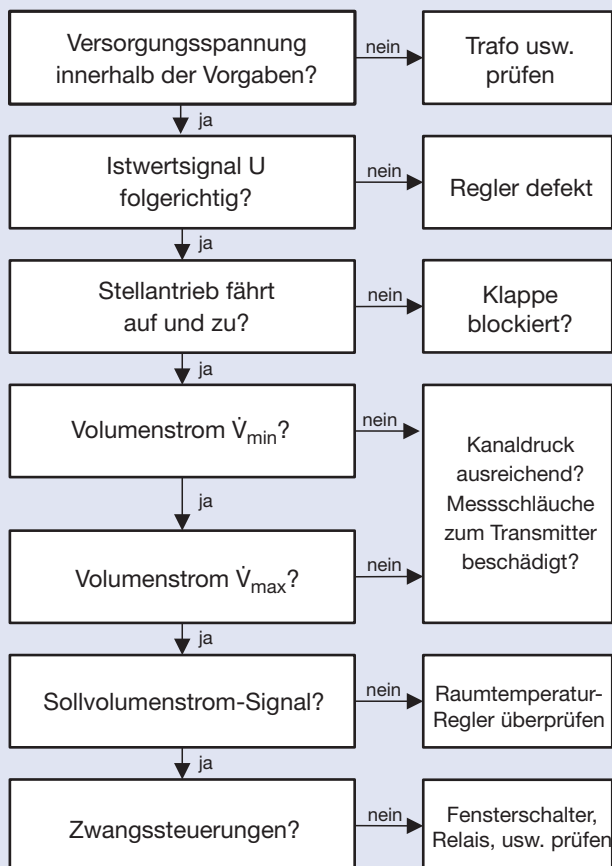 Versorgungsspannung
innerhalb der Vorgaben?
nein
Trafo usw.
prüfen
ja
Istwertsignal U
folgerichtig?
nein
Regler defekt
ja
Stellantrieb fährt
auf und zu?
nein
Klappe
blockiert?
ja
Volumenstrom V̇min?
nein
Kanaldruck
ausreichend?
Messschläuche
zum Transmitter
beschädigt?
ja
Volumenstrom V̇max?
nein
ja
Sollvolumenstrom-Signal?
nein
Raumtemperatur-
Regler überprüfen
ja
Zwangssteuerungen?
nein
Fensterschalter,
Relais, usw. prüfen